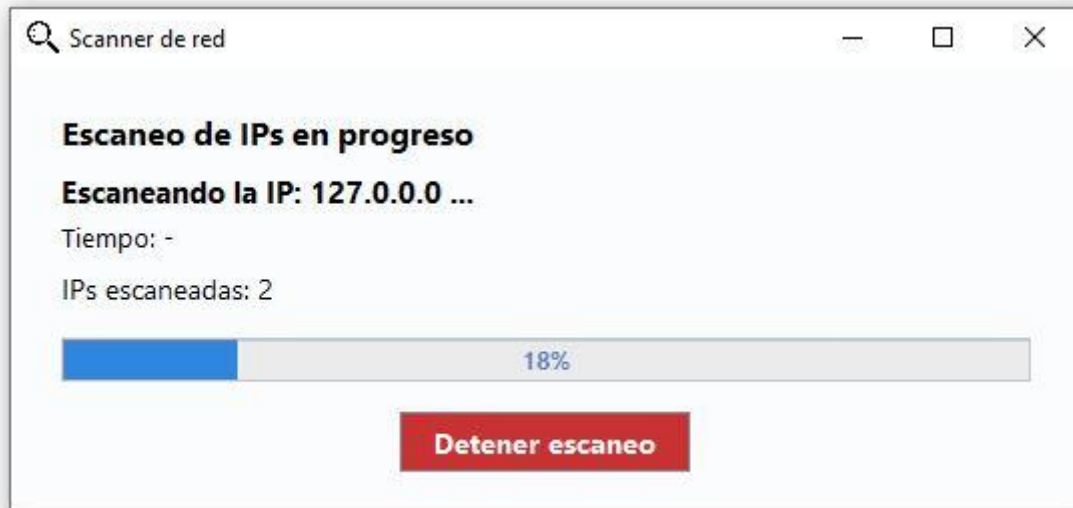 Scanner de red
Escaneo de IPs en progreso
Escaneando la IP: 127.0.0.0 ...
Tiempo: -
IPs escaneadas: 2
18%
Detener escaneo